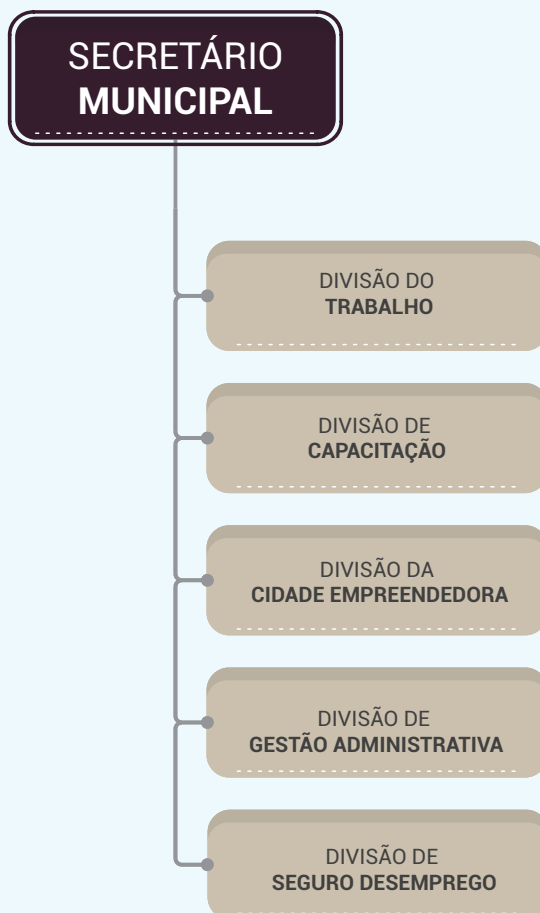 SECRETÁRIO
MUNICIPAL
DIVISÃO DO
TRABALHO
DIVISÃO DE
CAPACITAÇÃO
DIVISÃO DA
CIDADE EMPREENDEDORA
DIVISÃO DE
GESTÃO ADMINISTRATIVA
DIVISÃO DE
SEGURO DESEMPREGO